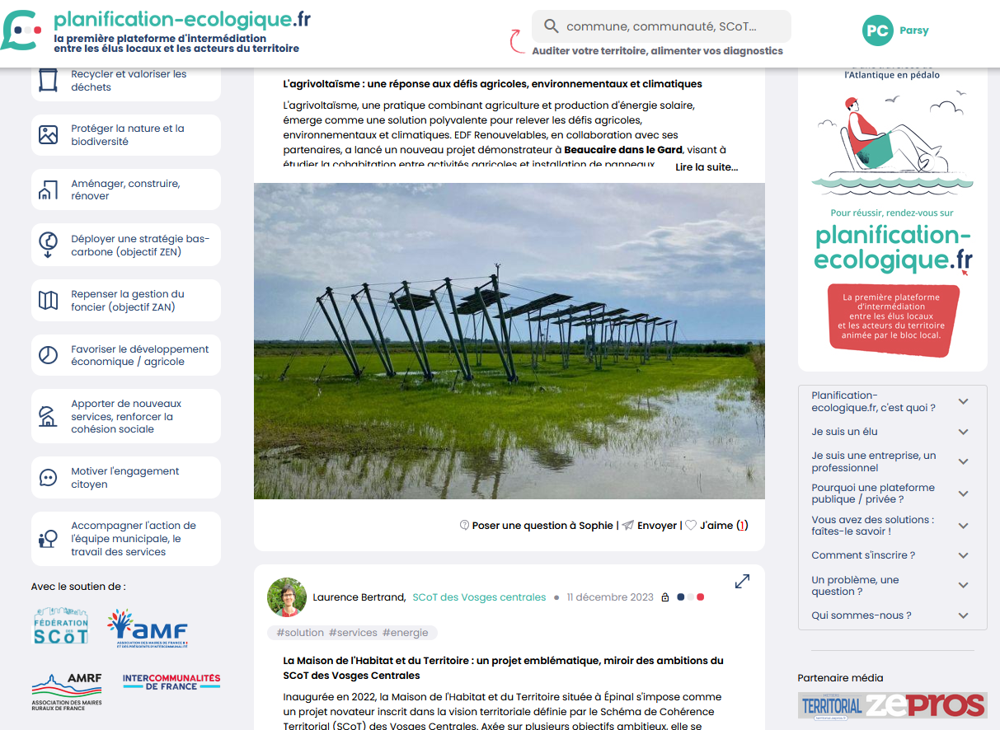 planification-ecologique.fr
la première plateforme d'intermédiation
entre les élus locaux et les acteurs du territoire
commune, communauté, SCoT...
Auditer votre territoire, alimenter vos diagnostics
PC
Parsy
Recycler et valoriser les
déchets
Protéger la nature et la
biodiversité
Aménager, construire,
rénover
Déployer une stratégie bas-
carbone (objectif ZEN)
Repenser la gestion du
foncier (objectif ZAN)
Favoriser le développement
économique / agricole
Apporter de nouveaux
services, renforcer la
cohésion sociale
Motiver l'engagement
citoyen
Accompagner l'action de
l'équipe municipale, le
travail des services
Avec le soutien de :
FÉDÉRATION
DES
SCOT
AMF
ASSOCIATION DES MAIRES DE FRANCE
ET DES PRÉSIDENTS D'INTERCOMMUNALITÉ
AMRF
ASSOCIATION DES MAIRES
RURAUX DE FRANCE
INTERCOMMUNALITÉS
DE FRANCE
L'agrivoltaïsme : une réponse aux défis agricoles, environnementaux et climatiques
L'agrivoltaïsme, une pratique combinant agriculture et production d'énergie solaire,
émerge comme une solution polyvalente pour relever les défis agricoles,
environnementaux et climatiques. EDF Renouvelables, en collaboration avec ses
partenaires, a lancé un nouveau projet démonstrateur à Beaucaire dans le Gard, visant à
étudier la cohabitation entre activités agricoles et installation de panneaux
Lire la suite...
Poser une question à Sophie | Envoyer | J'aime (1)
Laurence Bertrand, SCoT des Vosges centrales • 11 décembre 2023
#solution #services #energie
La Maison de l'Habitat et du Territoire : un projet emblématique, miroir des ambitions du
SCoT des Vosges Centrales
Inaugurée en 2022, la Maison de l'Habitat et du Territoire située à Épinal s'impose comme
un projet novateur inscrit dans la vision territoriale définie par le Schéma de Cohérence
Territorial (SCoT) des Vosges Centrales. Axée sur plusieurs objectifs ambitieux, elle se
d'une traversée de
l'Atlantique en pédalo
Pour réussir, rendez-vous sur
planification-
ecologique.fr
La première plateforme
d'intermédiation
entre les élus locaux
et les acteurs du territoire
animée par le bloc local.
Planification-
ecologique.fr, c'est quoi ?
Je suis un élu
Je suis une entreprise, un
professionnel
Pourquoi une plateforme
publique / privée ?
Vous avez des solutions :
faîtes-le savoir !
Comment s'inscrire ?
Un problème, une
question ?
Qui sommes-nous ?
Partenaire média
TERRITORIAL
territorial.zepros.fr
zepros